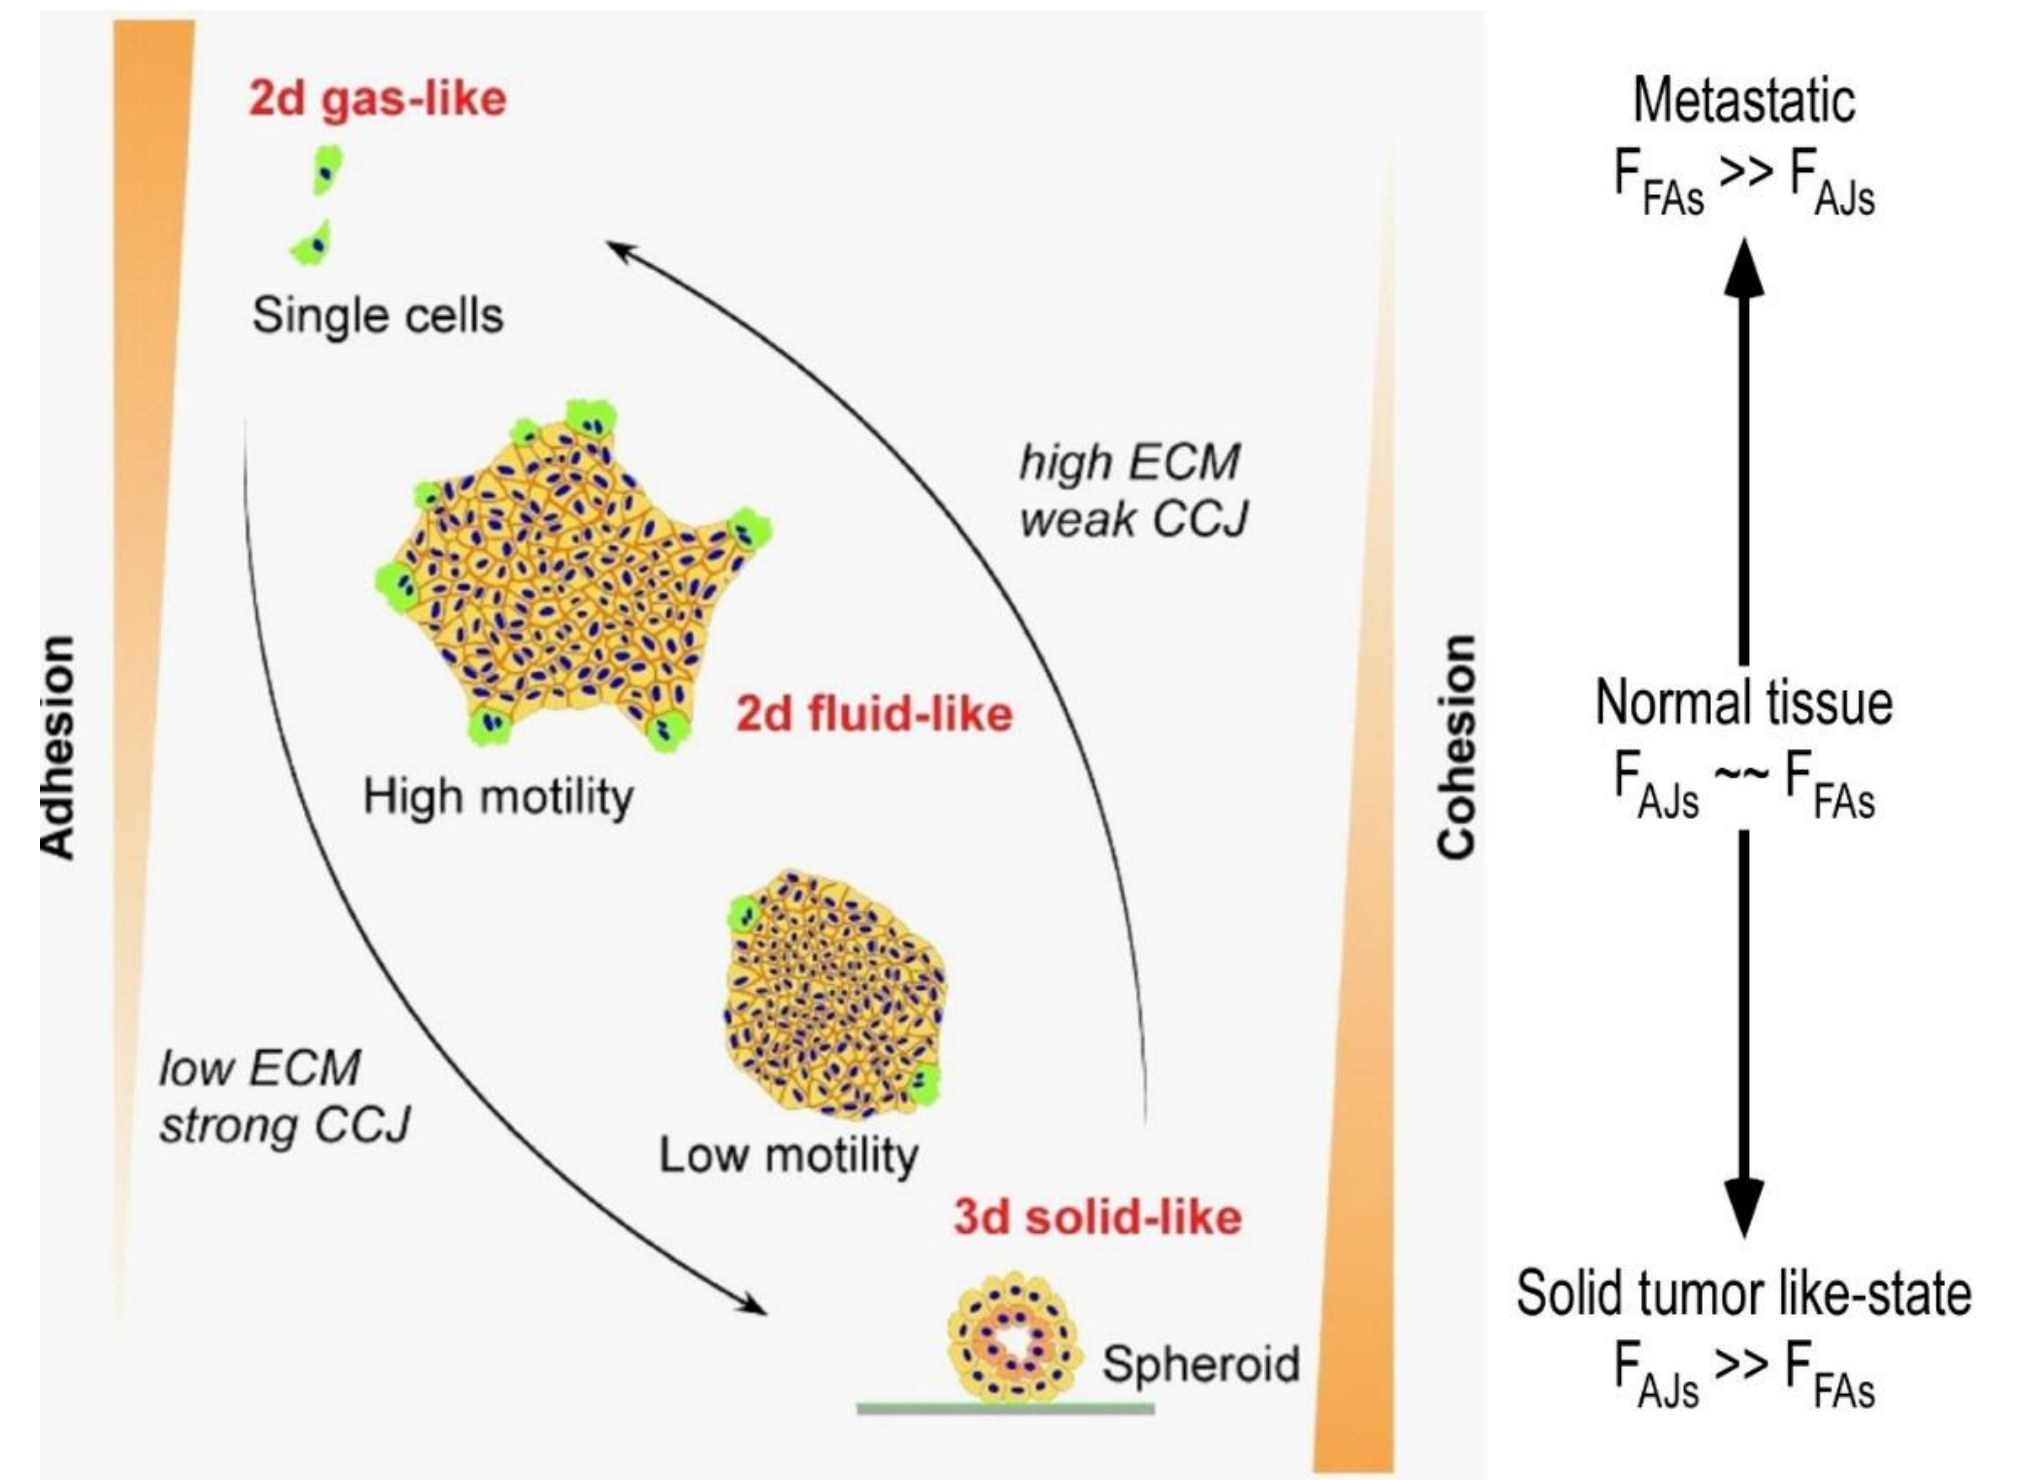 2d gas-like
Single cells
high ECM
weak CCJ
Adhesion
2d fluid-like
High motility
Cohesion
low ECM
strong CCJ
Low motility
3d solid-like
Spheroid
Metastatic
F_FAs >> F_AJs
Normal tissue
F_AJs ~~ F_FAs
Solid tumor like-state
F_AJs >> F_FAs